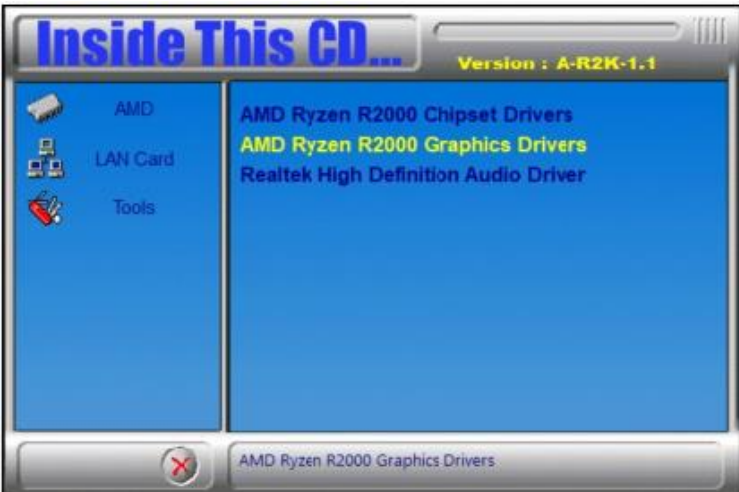 Inside This CD...
Version : A-R2K-1.1
AMD
LAN Card
Tools
AMD Ryzen R2000 Chipset Drivers
AMD Ryzen R2000 Graphics Drivers
Realtek High Definition Audio Driver
AMD Ryzen R2000 Graphics Drivers